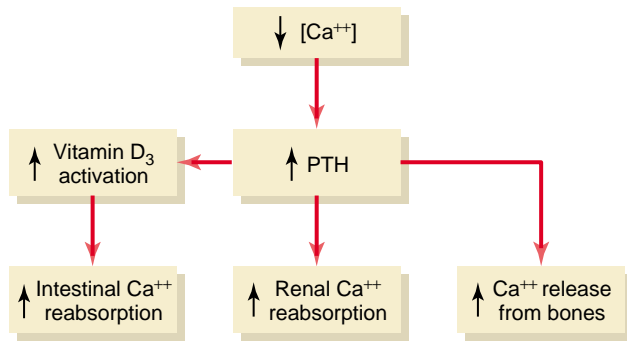 ↓ [Ca⁺⁺]
↑ Vitamin D₃
activation
↑ PTH
↑ Intestinal Ca⁺⁺
reabsorption
↑ Renal Ca⁺⁺
reabsorption
↑ Ca⁺⁺ release
from bones